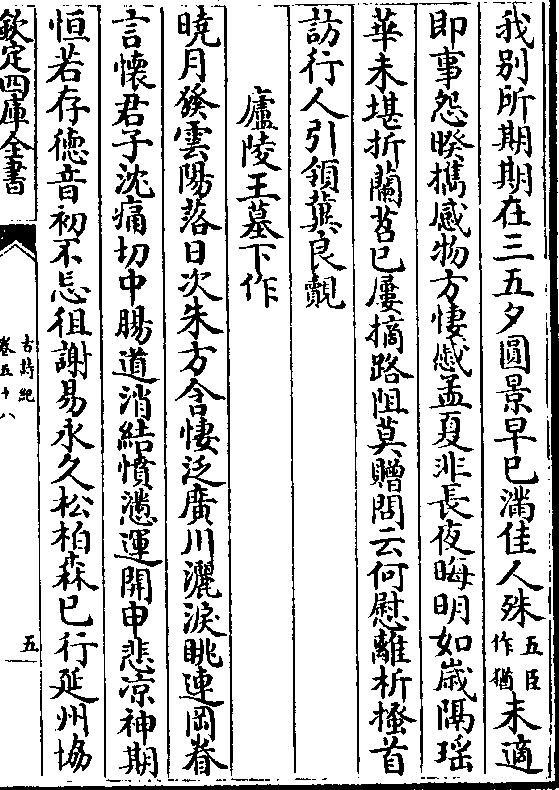 我别所期期在三五夕圓景早已滿佳人殊五臣作猶未適
即事怨暌攜感物方悽慼孟夏非長夜晦明如嵗隔瑶
華未堪折蘭苕已屢摘路阻莫贈問云何慰離析搔首
訪行人引領冀良覿
廬陵王墓下作
曉月發雲陽落日次朱方含悽泛廣川灑淚眺連岡眷
言懷君子沈痛切中腸道消結憤懣運開申悲凉神期
恒若存徳音初不忘徂謝易永久松柏森已行延州協
欽定四庫全書
古詩紀
卷五十八
五